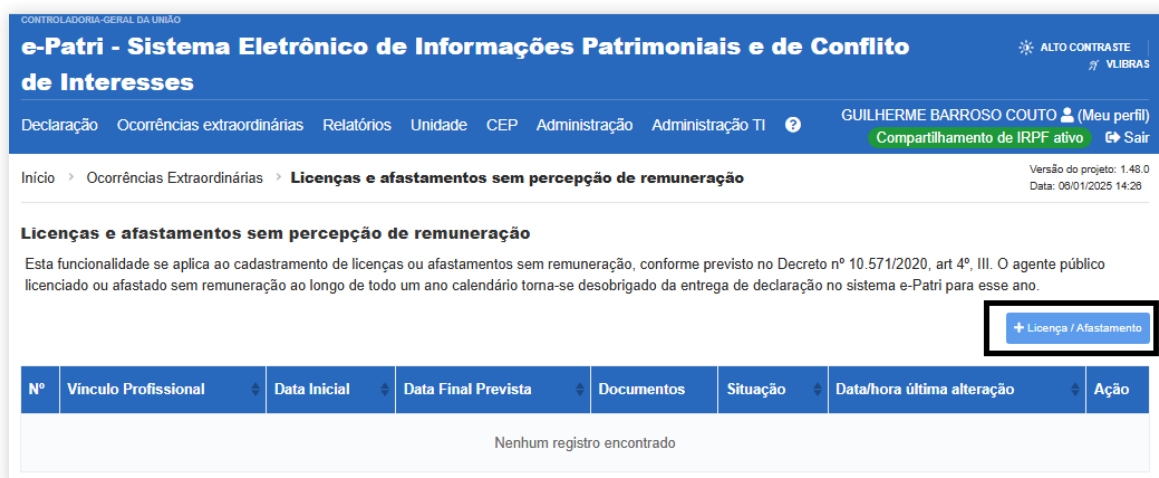 CONTROLADORIA-GERAL DA UNIÃO
e-Patri - Sistema Eletrônico de Informações Patrimoniais e de Conflito
de Interesses
ALTO CONTRASTE
VLIBRAS
Declaração Ocorrências extraordinárias Relatórios Unidade CEP Administração Administração TI ?
GUILHERME BARROSO COUTO (Meu perfil)
Compartilhamento de IRPF ativo Sair
Início > Ocorrências Extraordinárias > Licenças e afastamentos sem percepção de remuneração
Versão do projeto: 1.48.0
Data: 06/01/2025 14:26
Licenças e afastamentos sem percepção de remuneração
Esta funcionalidade se aplica ao cadastramento de licenças ou afastamentos sem remuneração, conforme previsto no Decreto nº 10.571/2020, art 4º, III. O agente público
licenciado ou afastado sem remuneração ao longo de todo um ano calendário torna-se desobrigado da entrega de declaração no sistema e-Patri para esse ano.
+ Licença / Afastamento
Nº Vínculo Profissional Data Inicial Data Final Prevista Documentos Situação Data/hora última alteração Ação
Nenhum registro encontrado